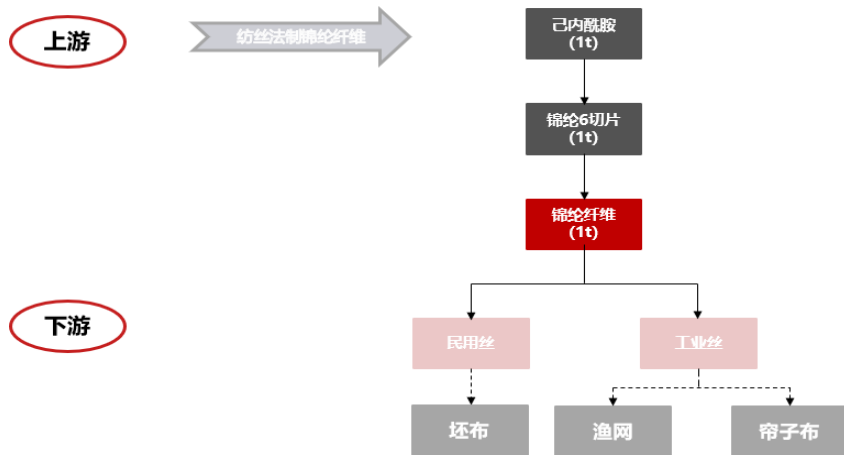 上游
纺丝法制锦纶纤维
己内酰胺
(1t)
锦纶6切片
(1t)
锦纶纤维
(1t)
下游
民用丝
工业丝
坯布
渔网
帘子布